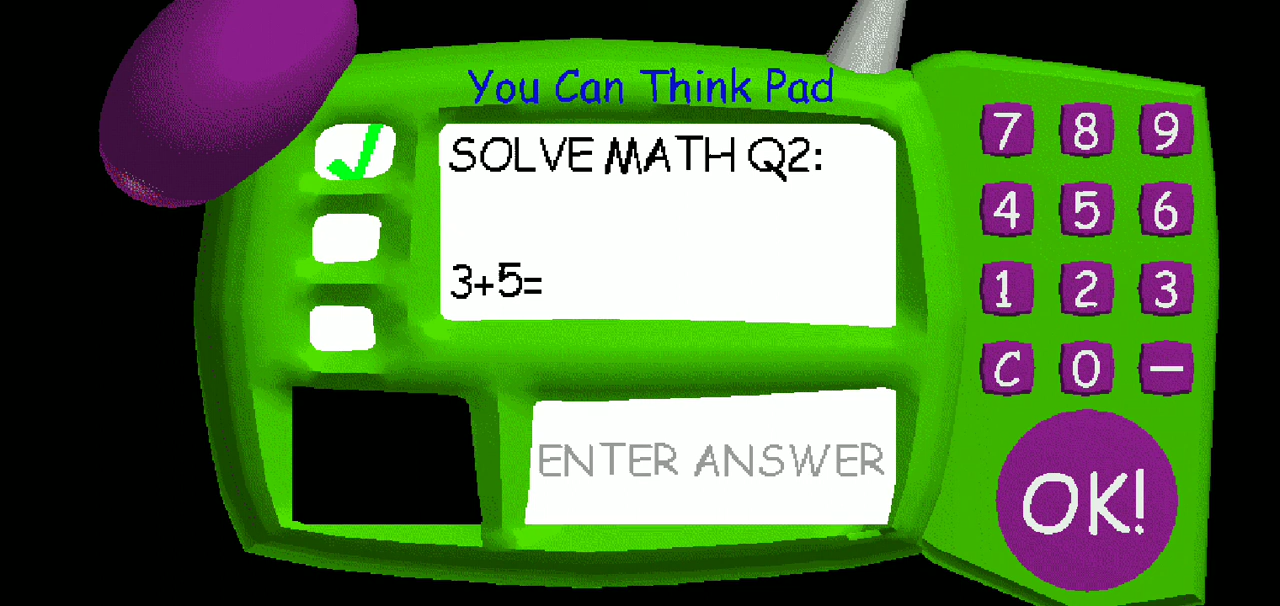 You Can Think Pad
SOLVE MATH Q2:
3+5=
ENTER ANSWER
7 8 9
4 5 6
1 2 3
C 0 —
OK!